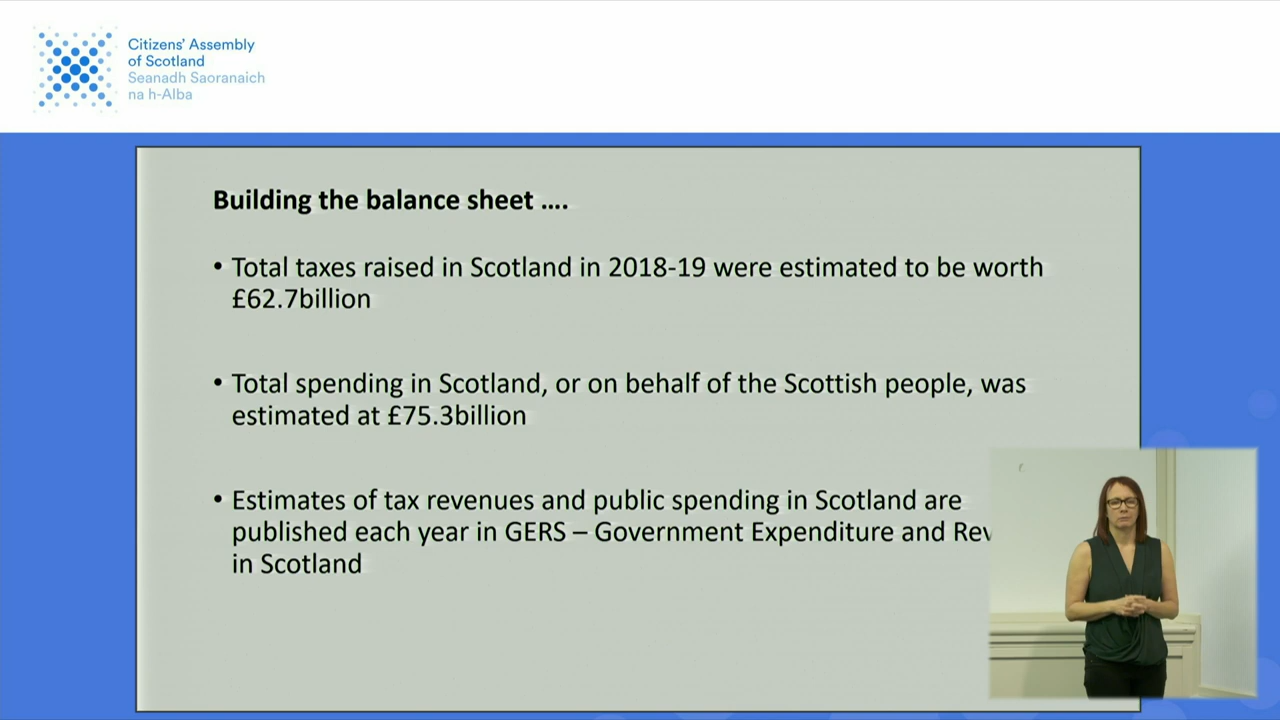 Citizens’ Assembly
of Scotland
Seanadh Saoranaich
na h-Alba
Building the balance sheet ….
• Total taxes raised in Scotland in 2018-19 were estimated to be worth
£62.7billion
• Total spending in Scotland, or on behalf of the Scottish people, was
estimated at £75.3billion
• Estimates of tax revenues and public spending in Scotland are
published each year in GERS – Government Expenditure and Rev
in Scotland